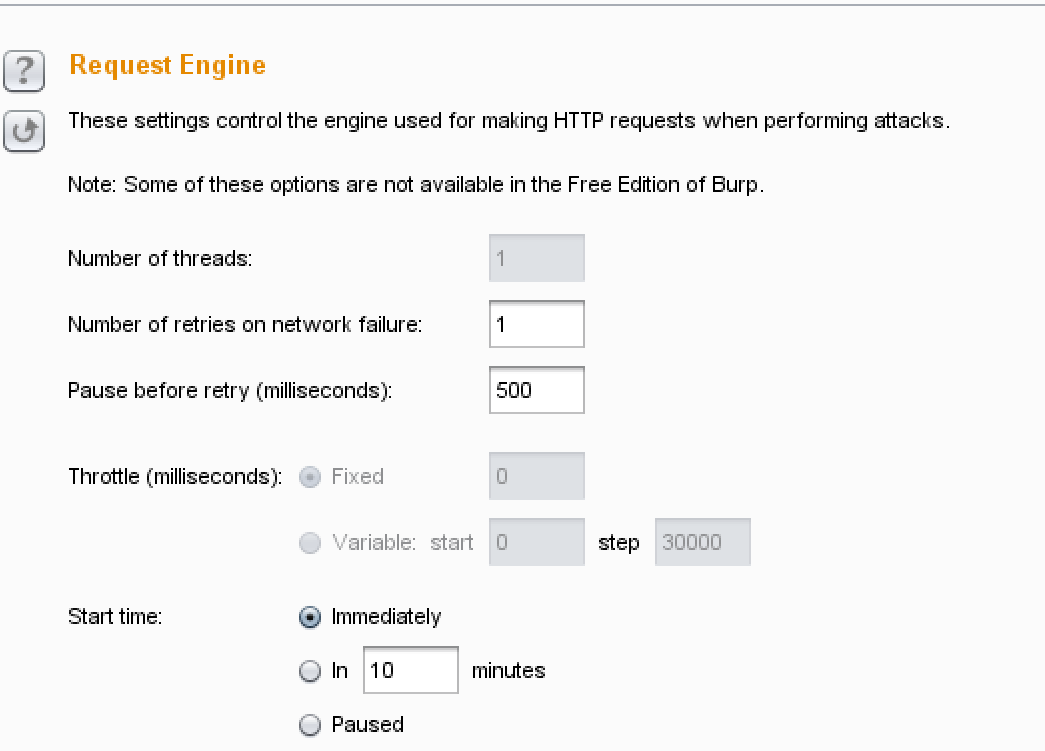 ?
Request Engine
These settings control the engine used for making HTTP requests when performing attacks.
Note: Some of these options are not available in the Free Edition of Burp.
Number of threads: 1
Number of retries on network failure: 1
Pause before retry (milliseconds): 500
Throttle (milliseconds): Fixed 0
Variable: start 0 step 30000
Start time: Immediately
In 10 minutes
Paused